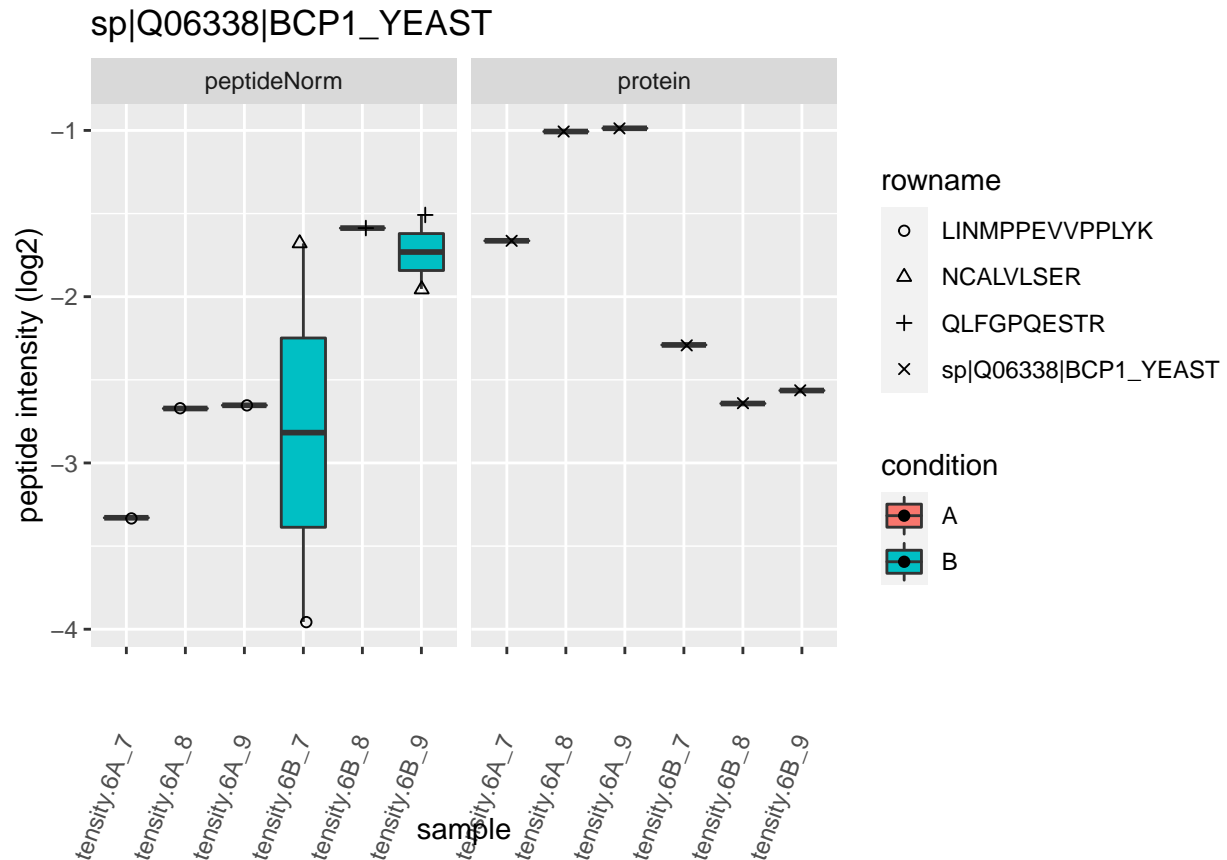 sp|Q06338|BCP1_YEAST
peptideNorm
protein
peptide intensity (log2)
−1
−2
−3
−4
tensity.6A_7
tensity.6A_8
tensity.6A_9
tensity.6B_7
tensity.6B_8
tensity.6B_9
tensity.6A_7
tensity.6A_8
tensity.6A_9
tensity.6B_7
tensity.6B_8
tensity.6B_9
sample
rowname
LINMPPEVVPPLYK
NCALVLSER
QLFGPQESTR
sp|Q06338|BCP1_YEAST
condition
A
B